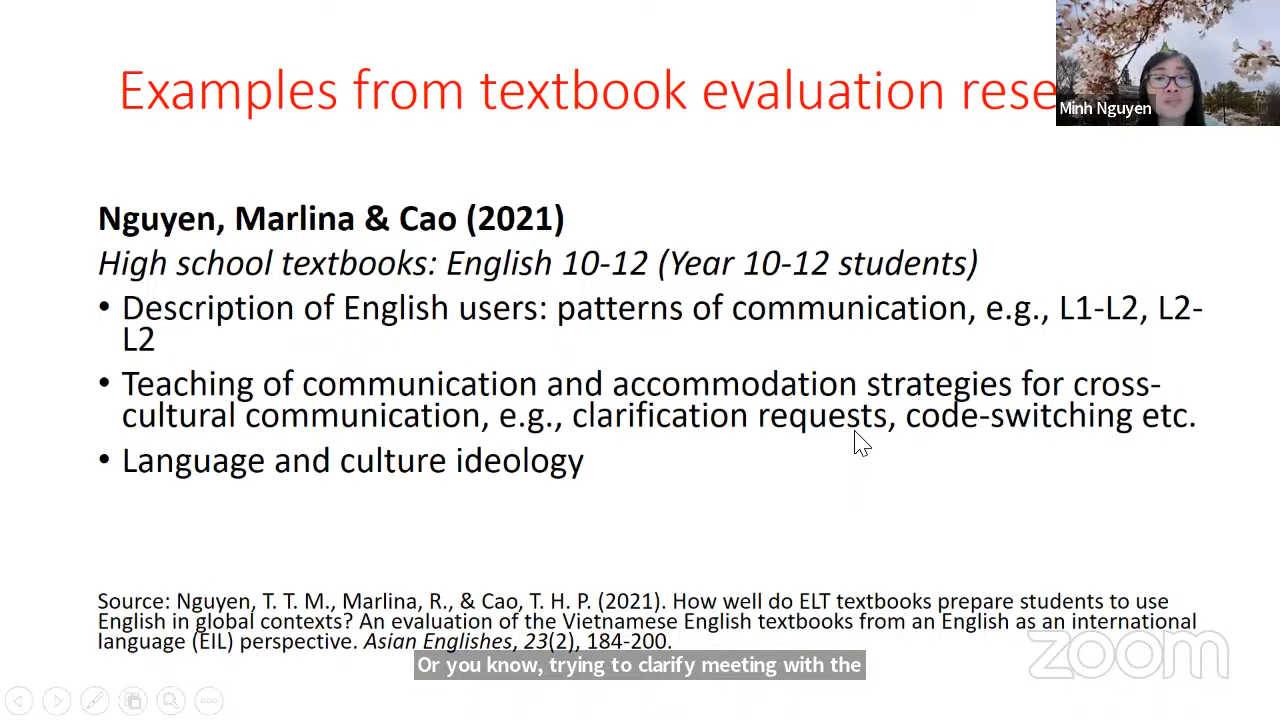 Examples from textbook evaluation rese
Minh Nguyen
Nguyen, Marlina & Cao (2021)
High school textbooks: English 10-12 (Year 10-12 students)
• Description of English users: patterns of communication, e.g., L1-L2, L2-
L2
• Teaching of communication and accommodation strategies for cross-
cultural communication, e.g., clarification requests, code-switching etc.
• Language and culture ideology
Source: Nguyen, T. T. M., Marlina, R., & Cao, T. H. P. (2021). How well do ELT textbooks prepare students to use
English in global contexts? An evaluation of the Vietnamese English textbooks from an English as an international
language (EIL) perspective. Asian Englishes, 23(2), 184-200.
zoom
Or you know, trying to clarify meeting with the